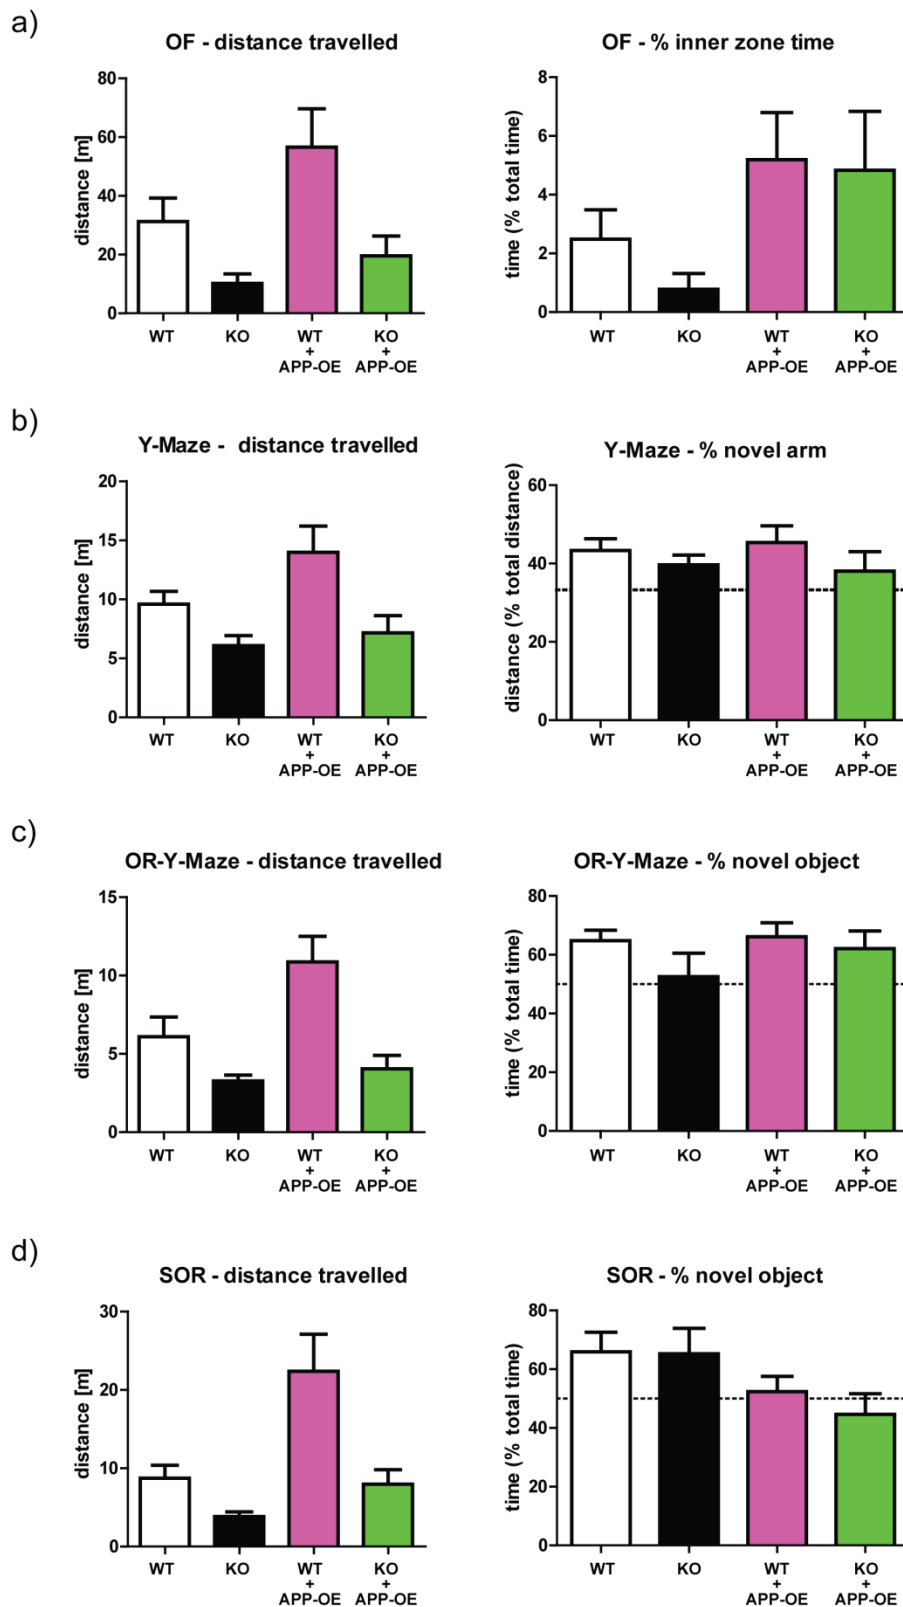 a)
OF - distance travelled
distance [m]
80
60
40
20
0
WT
KO
WT
+
APP-OE
KO
+
APP-OE
OF - % inner zone time
time (% total time)
8
6
4
2
0
WT
KO
WT
+
APP-OE
KO
+
APP-OE
b)
Y-Maze - distance travelled
distance [m]
20
15
10
5
0
WT
KO
WT
+
APP-OE
KO
+
APP-OE
Y-Maze - % novel arm
distance (% total distance)
60
40
20
0
WT
KO
WT
+
APP-OE
KO
+
APP-OE
c)
OR-Y-Maze - distance travelled
distance [m]
15
10
5
0
WT
KO
WT
+
APP-OE
KO
+
APP-OE
OR-Y-Maze - % novel object
time (% total time)
80
60
40
20
0
WT
KO
WT
+
APP-OE
KO
+
APP-OE
d)
SOR - distance travelled
distance [m]
30
20
10
0
WT
KO
WT
+
APP-OE
KO
+
APP-OE
SOR - % novel object
time (% total time)
80
60
40
20
0
WT
KO
WT
+
APP-OE
KO
+
APP-OE